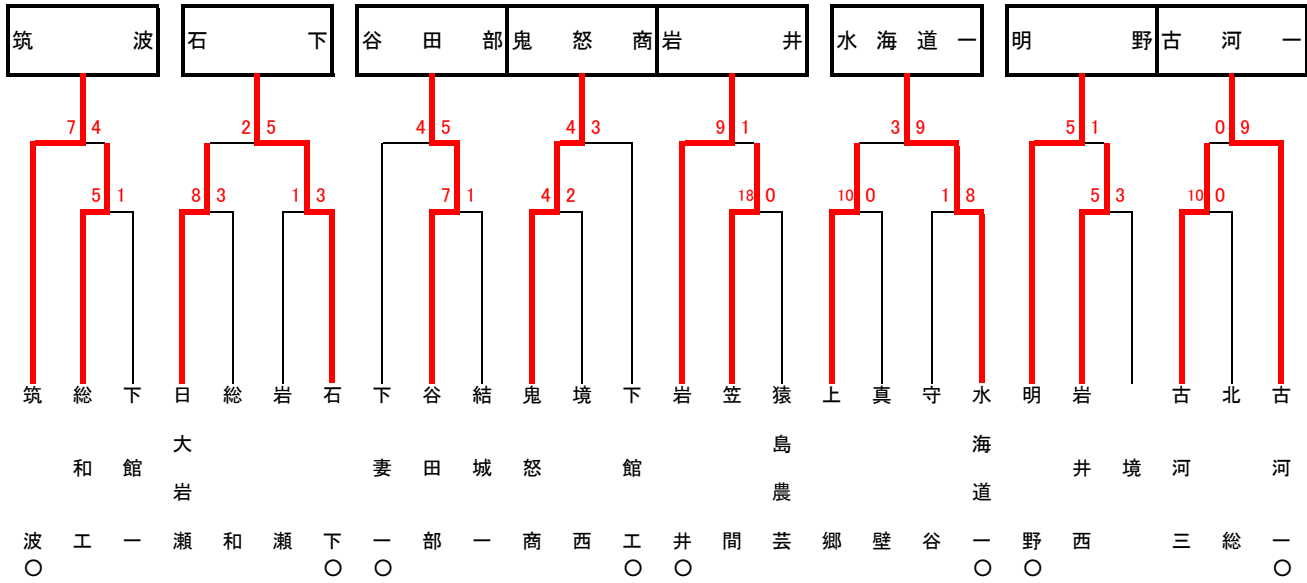 筑波
石下
谷田部
鬼怒商
岩井
水海道一
明野
古河一
7 4
2 5
4 5
4 3
9 1
3 9
5 1
0 9
5 1
8 3
1 3
7 1
4 2
18 0
10 0
1 8
5 3
10 0
筑波○
総和工
下館一
日大岩瀬
総和
岩瀬
石下○
下妻一○
谷田部
結城一
鬼怒商
境西
下館工○
岩井○
笠間
猿島農芸
上郷
真壁
守谷
水海道一○
明野○
岩井西
境
古河三
北総
古河一○